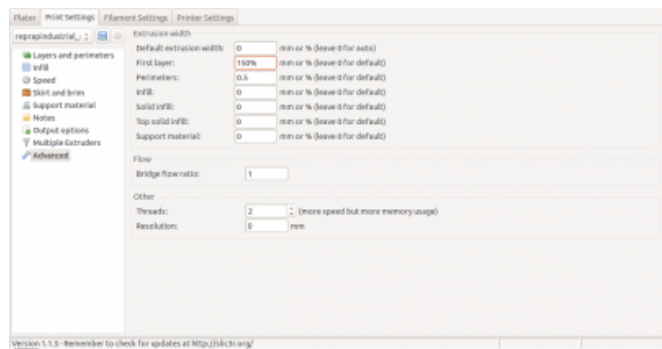 Plater Print Settings Filament Settings Printer Settings
reprapindustrial_
Layers and perimeters
Infill
Speed
Skirt and brim
Support material
Notes
Output options
Multiple Extruders
Advanced
Extrusion width
Default extrusion width: 0 mm or % (leave 0 for auto)
First layer: 150% mm or % (leave 0 for default)
Perimeters: 0.5 mm or % (leave 0 for default)
Infill: 0 mm or % (leave 0 for default)
Solid infill: 0 mm or % (leave 0 for default)
Top solid infill: 0 mm or % (leave 0 for default)
Support material: 0 mm or % (leave 0 for default)
Flow
Bridge flow ratio: 1
Other
Threads: 2 (more speed but more memory usage)
Resolution: 0 mm
Version 1.1.5 - Remember to check for updates at http://slic3r.org/